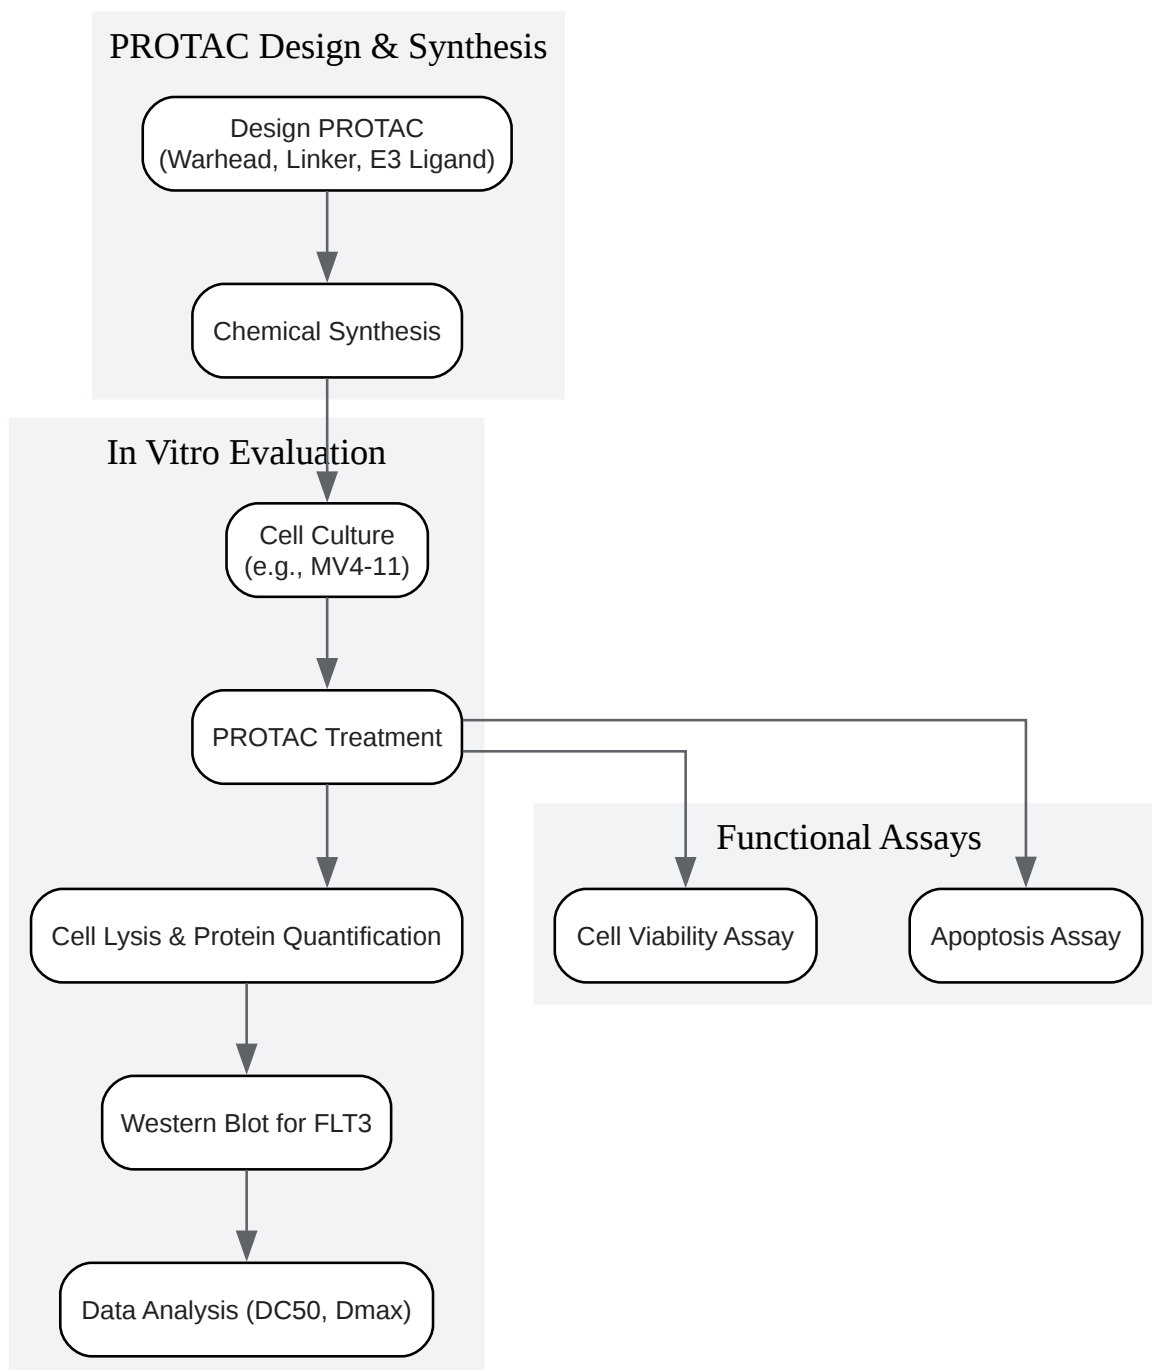 PROTAC Design & Synthesis
Design PROTAC
(Warhead, Linker, E3 Ligand)
Chemical Synthesis
In Vitro Evaluation
Cell Culture
(e.g., MV4-11)
PROTAC Treatment
Functional Assays
Cell Lysis & Protein Quantification
Cell Viability Assay
Apoptosis Assay
Western Blot for FLT3
Data Analysis (DC50, Dmax)